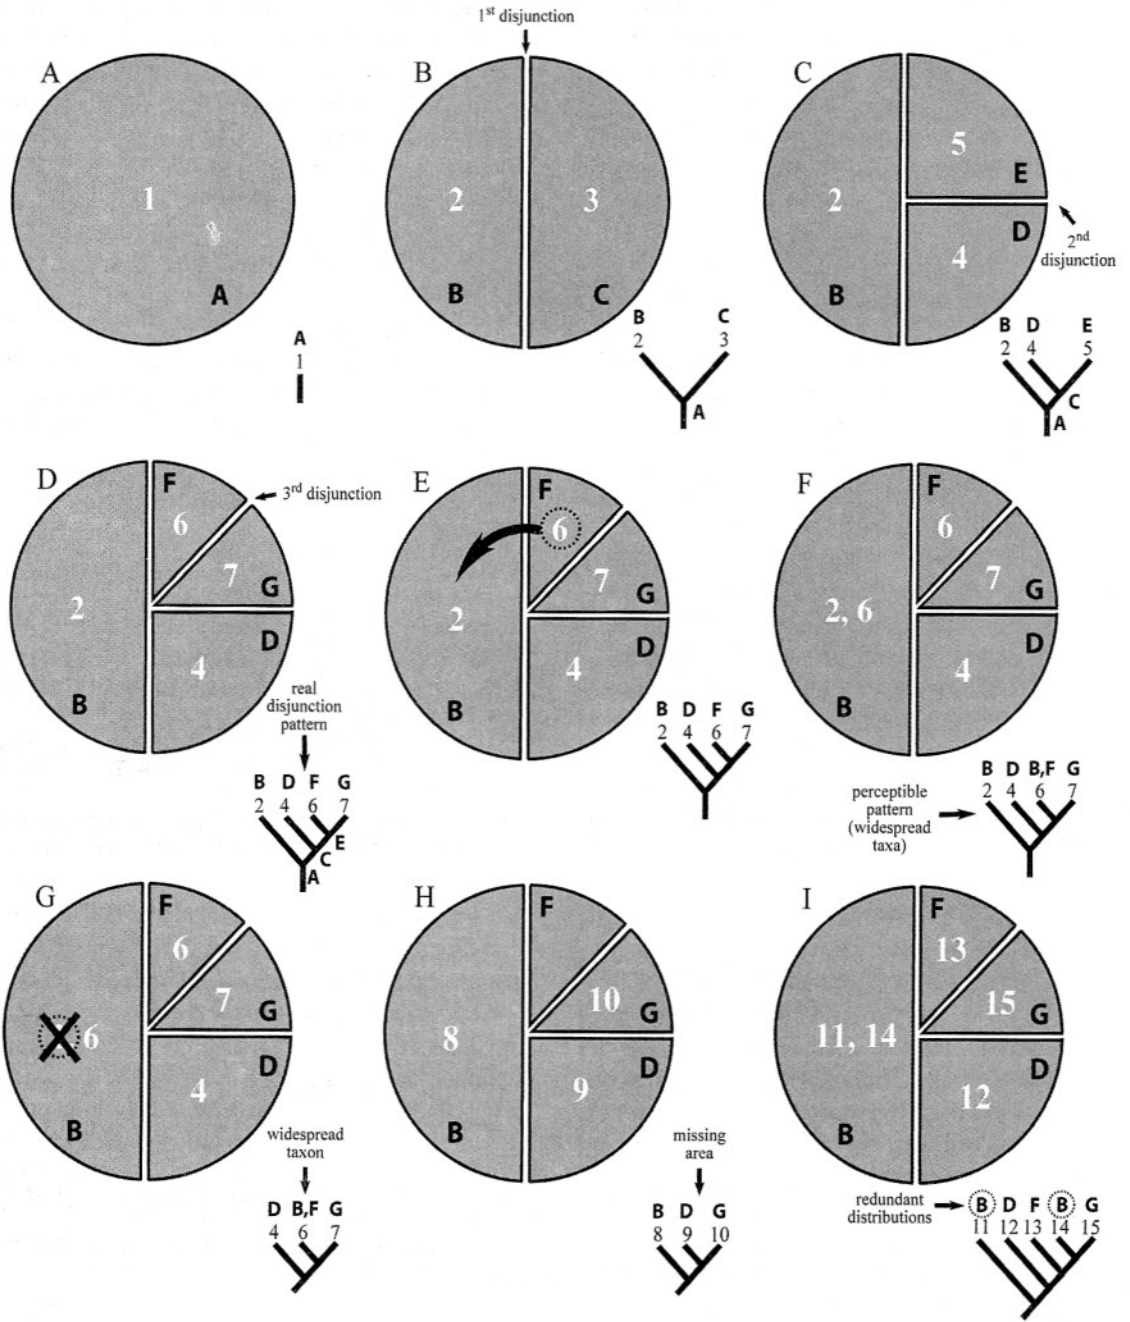 1st disjunction
A
1
A
A
1
B
2
3
B
C
B C
2 3
A
C
2
5
E
D
4
B
2nd
disjunction
B D E
2 4 5
C
A
D
F
3rd disjunction
6
7
G
2
D
4
B
real
disjunction
pattern
B D F G
2 4 6 7
E
C
A
E
F
6
7
G
2
D
4
B
B D F G
2 4 6 7
F
F
6
7
G
2, 6
D
4
B
perceptible
pattern
(widespread
taxa)
B D B,F G
2 4 6 7
G
F
6
7
G
6
D
4
B
widespread
taxon
D B,F G
4 6 7
H
F
10
G
8
D
9
B
missing
area
B D G
8 9 10
I
F
13
15
G
11, 14
D
12
B
redundant
distributions
B D F B G
11 12 13 14 15